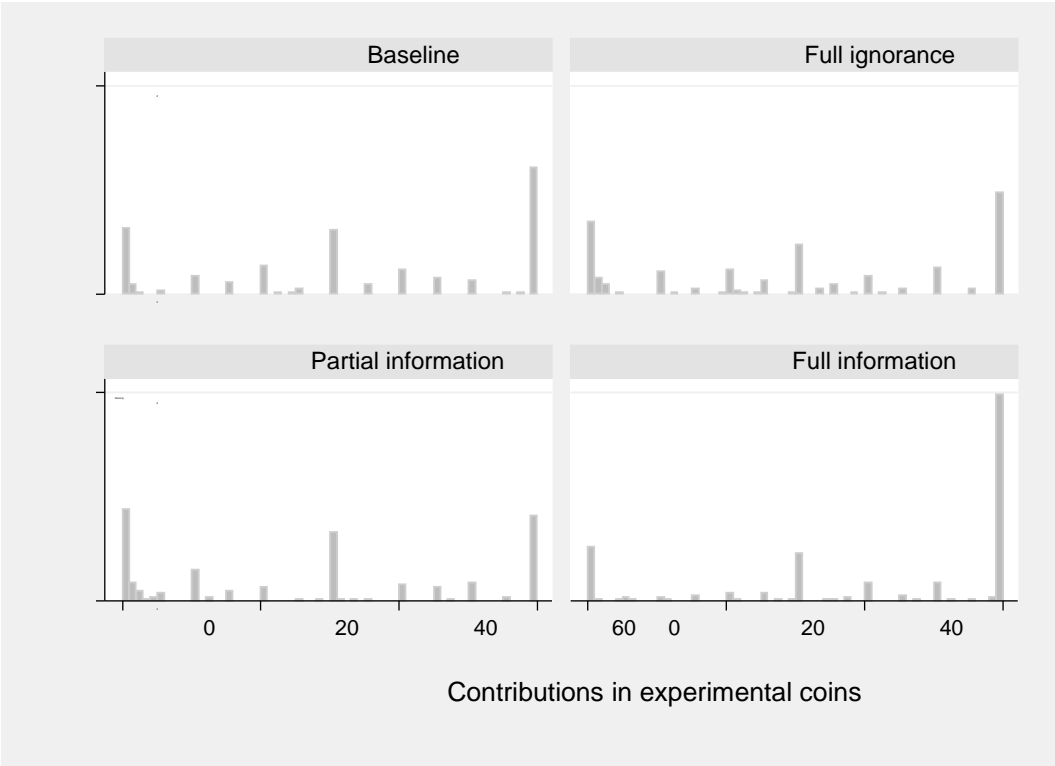 Baseline Full ignorance
Partial information Full information
0 20 40 60 0 20 40
Contributions in experimental coins